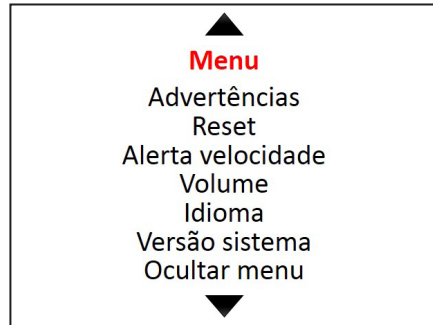 Menu
Advertências
Reset
Alerta velocidade
Volume
Idioma
Versão sistema
Ocultar menu